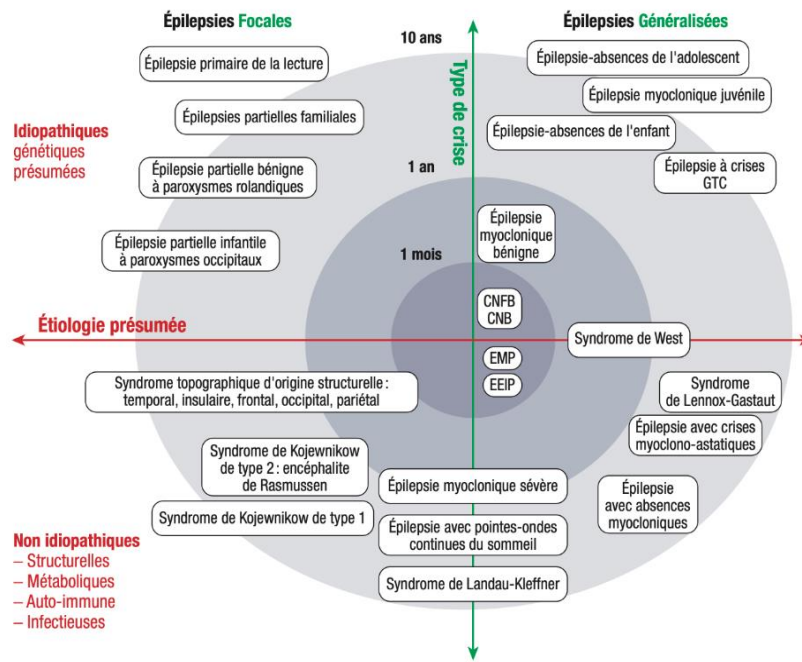 Épilepsies Focales
Épilepsies Généralisées
10 ans
Type de crise
Épilepsie primaire de la lecture
Épilepsie-absences de l'adolescent
Épilepsies partielles familiales
Épilepsie myoclonique juvénile
Idiopathiques
génétiques
présumées
Épilepsie-absences de l'enfant
Épilepsie partielle bénigne
à paroxysmes rolandiques
1 an
Épilepsie à crises
GTC
Épilepsie partielle infantile
à paroxysmes occipitaux
1 mois
Épilepsie
myoclonique
bénigne
CNFB
CNB
Étiologie présumée
Syndrome de West
EMP
EEIP
Syndrome topographique d'origine structurelle :
temporal, insulaire, frontal, occipital, pariétal
Syndrome
de Lennox-Gastaut
Épilepsie avec crises
myoclono-astatiques
Syndrome de Kojewnikow
de type 2 : encéphalite
de Rasmussen
Épilepsie myoclonique sévère
Épilepsie
avec absences
myocloniques
Syndrome de Kojewnikow de type 1
Épilepsie avec pointes-ondes
continues du sommeil
Syndrome de Landau-Kleffner
Non idiopathiques
– Structurelles
– Métaboliques
– Auto-immune
– Infectieuses